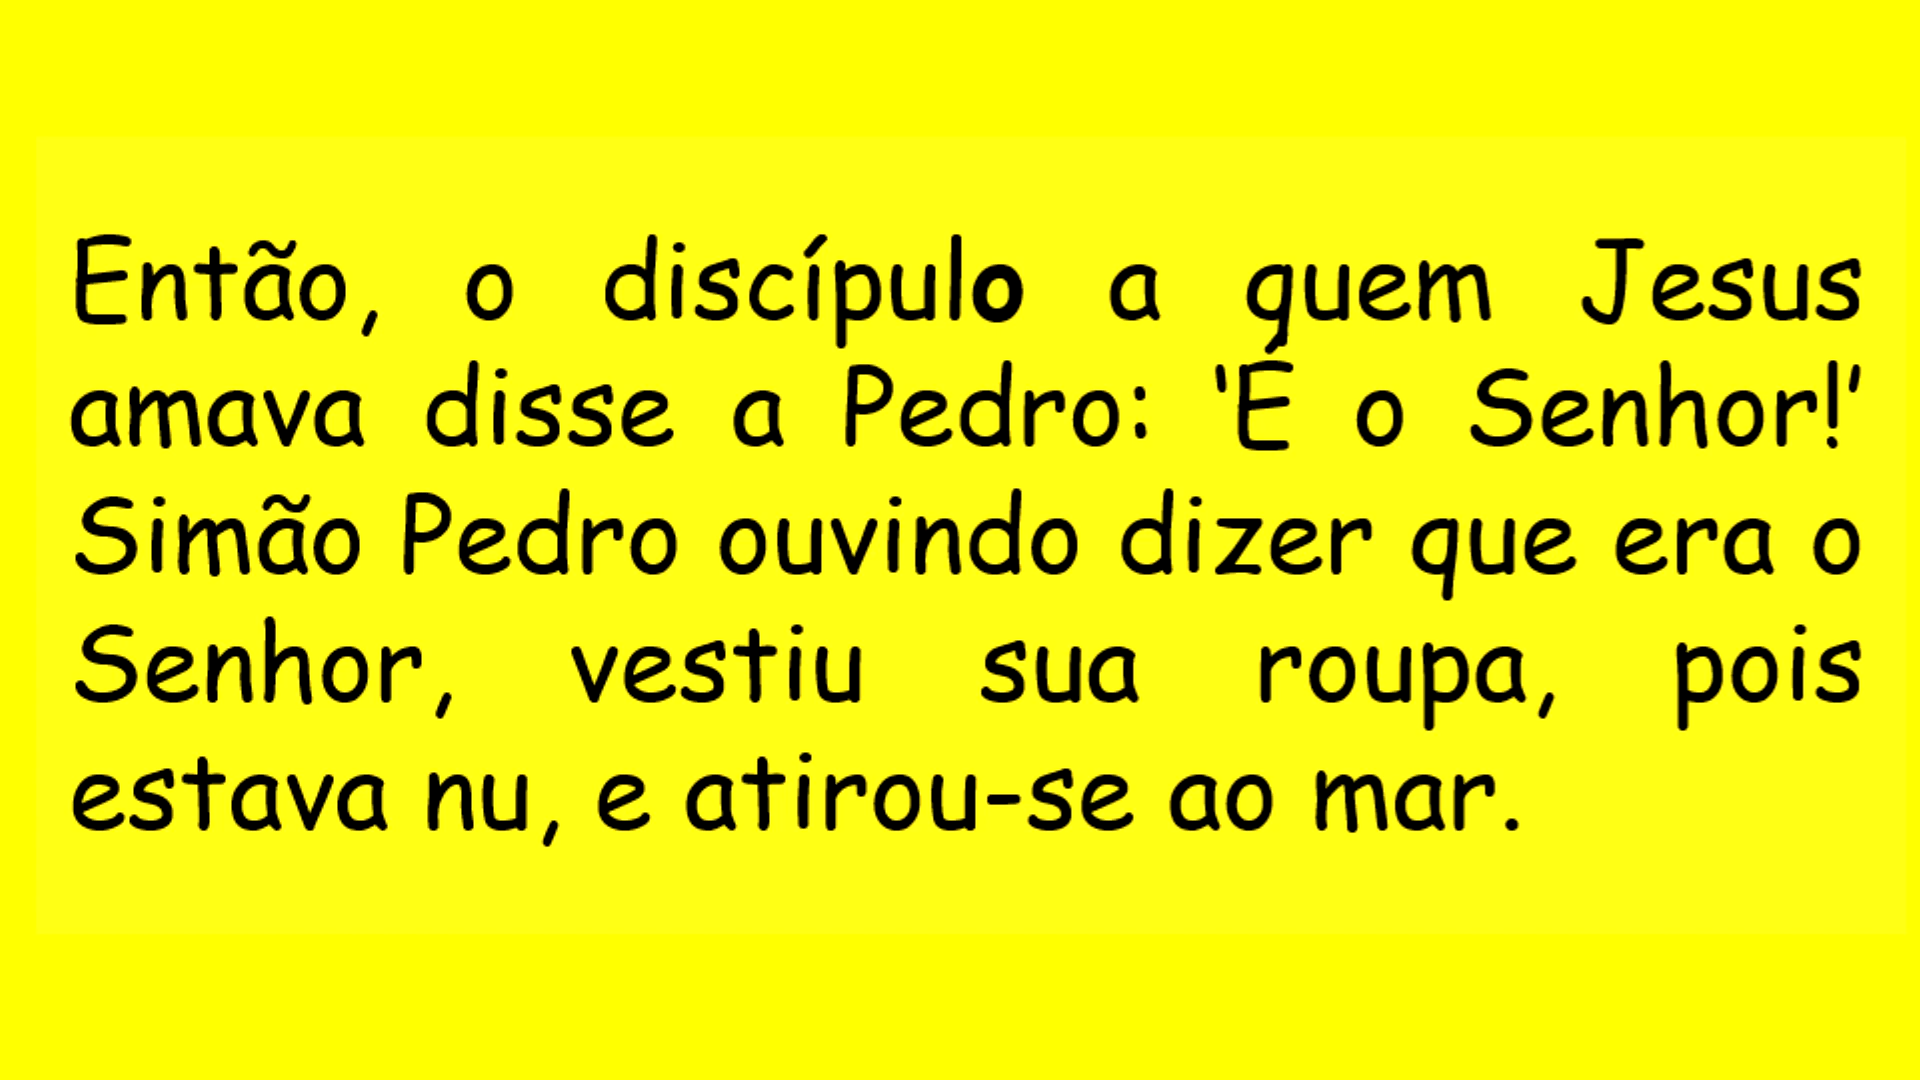 Então, o discípulo a quem Jesus
amava disse a Pedro: ‘É o Senhor!’
Simão Pedro ouvindo dizer que era o
Senhor, vestiu sua roupa, pois
estava nu, e atirou-se ao mar.